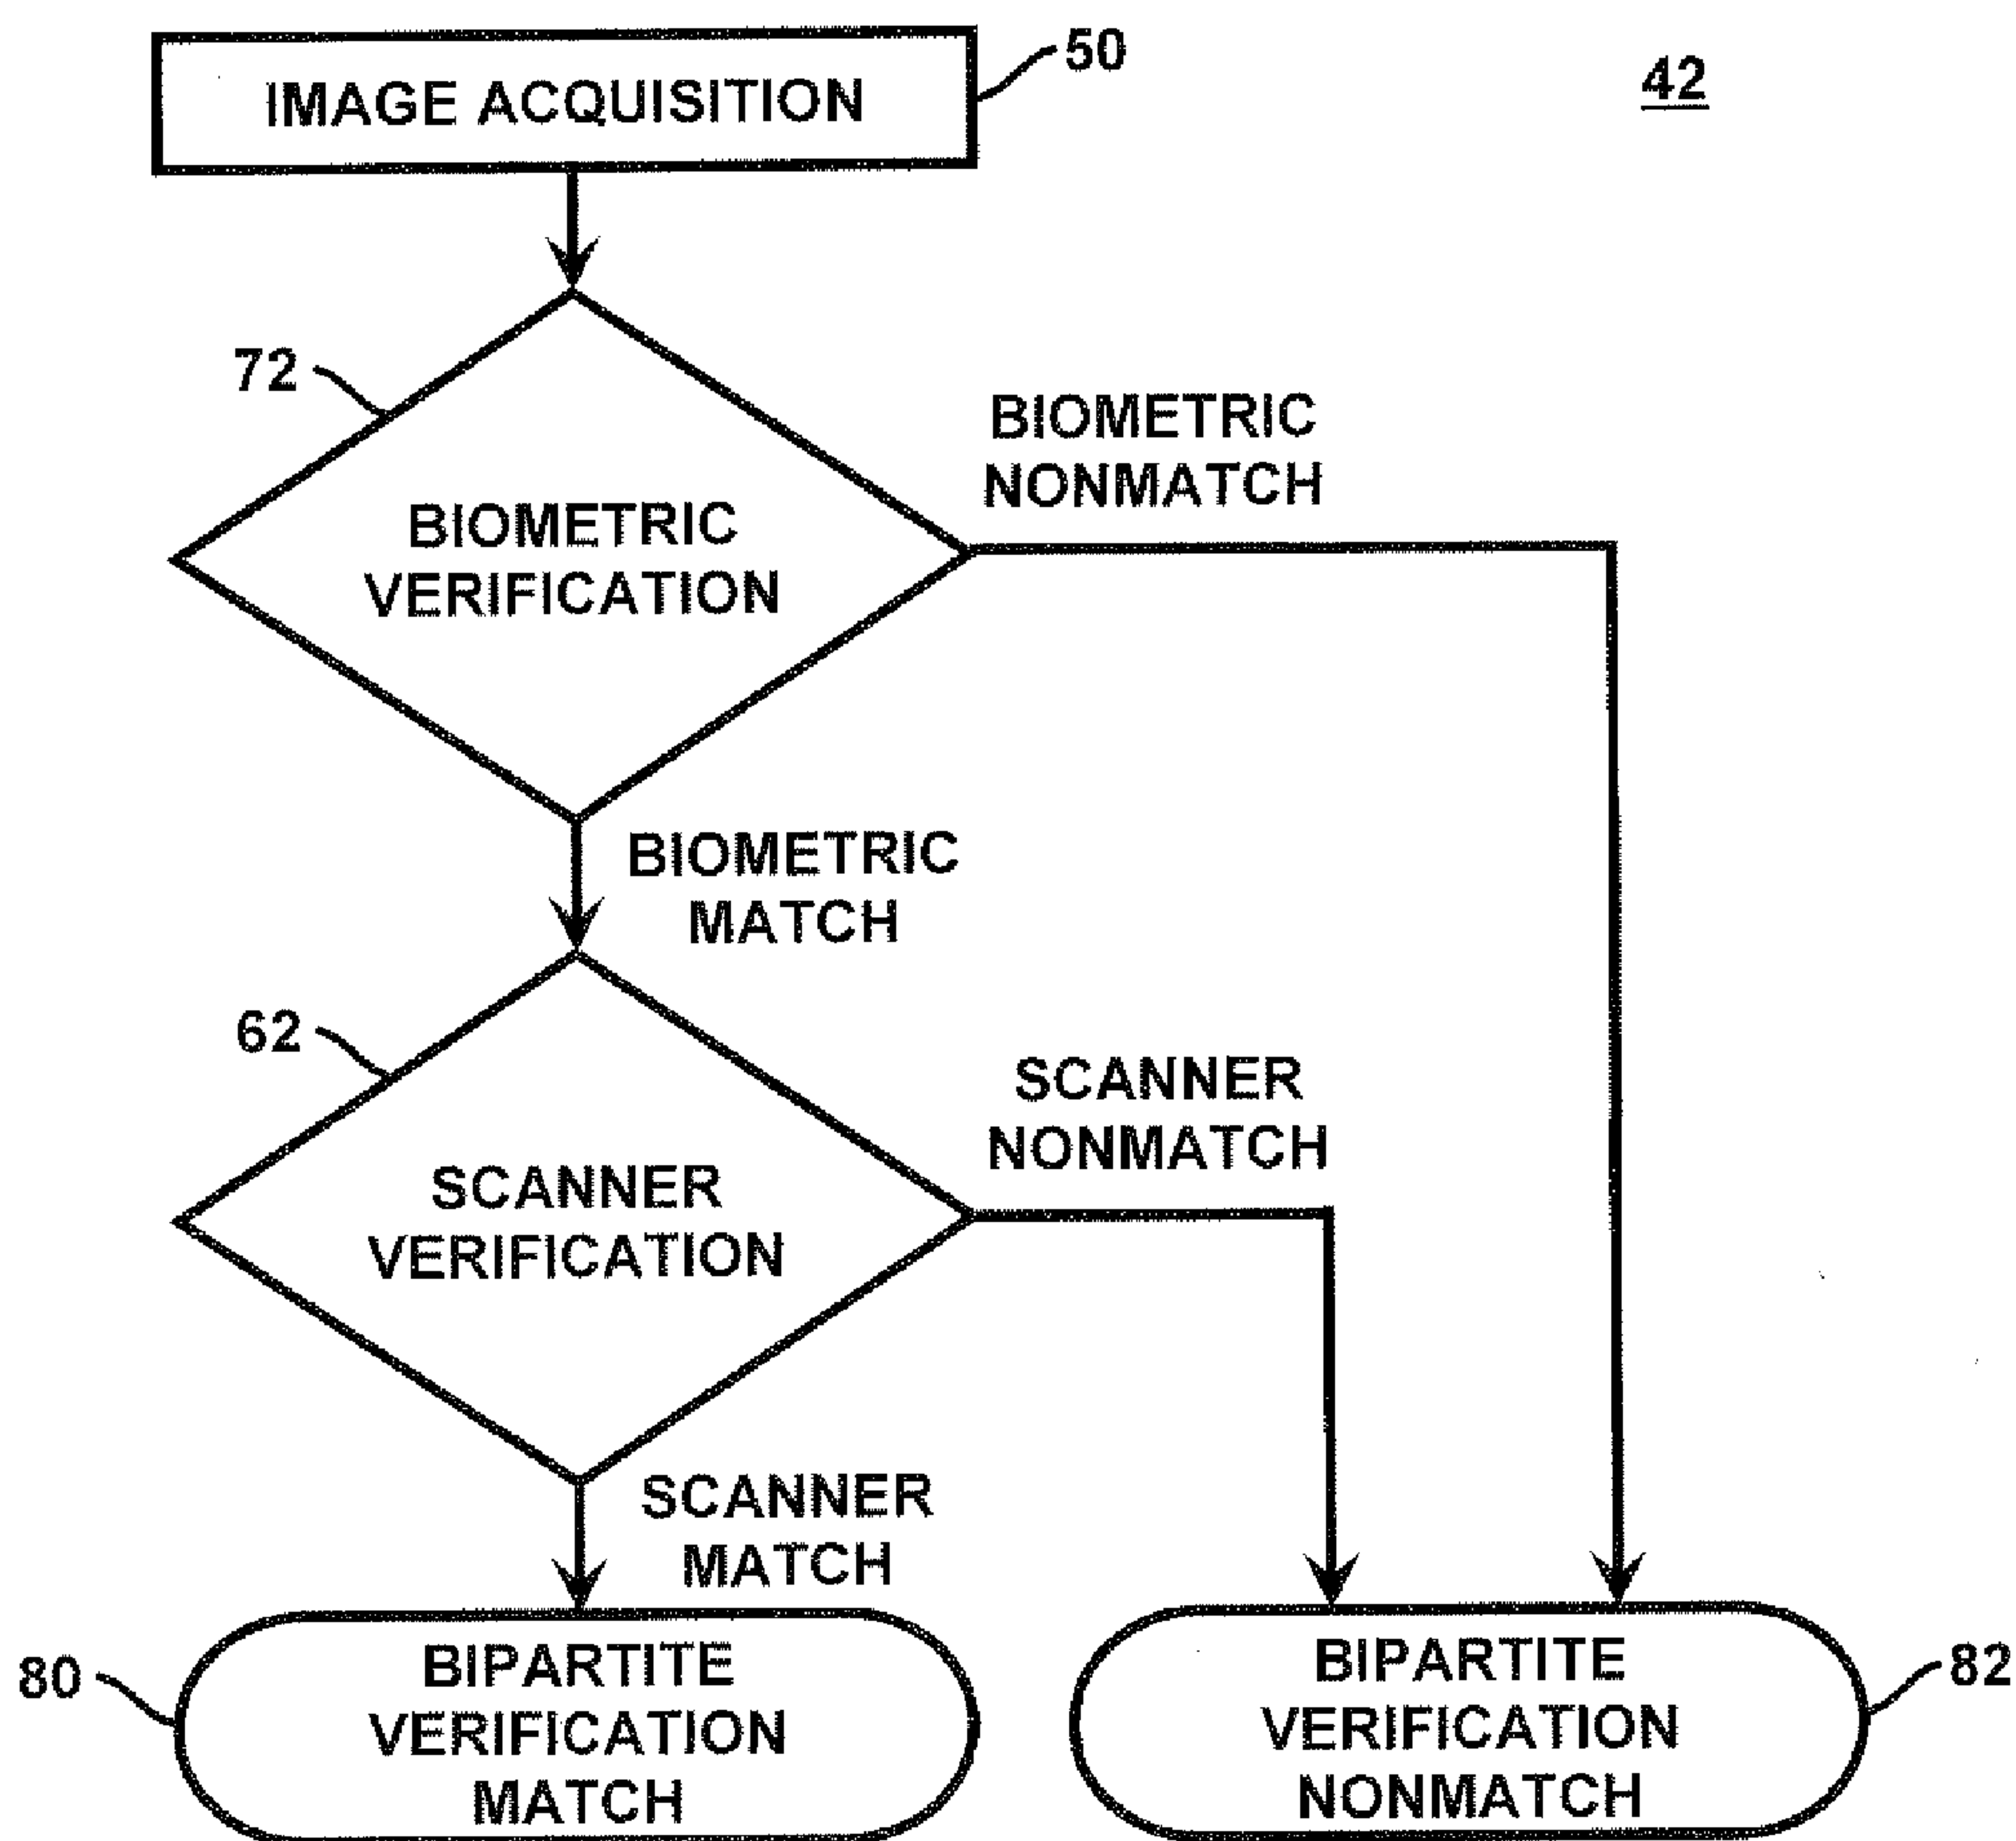 IMAGE ACQUISITION
50
42
72
BIOMETRIC
NONMATCH
BIOMETRIC
VERIFICATION
BIOMETRIC
MATCH
62
SCANNER
NONMATCH
SCANNER
VERIFICATION
SCANNER
MATCH
80
BIPARTITE
VERIFICATION
MATCH
BIPARTITE
VERIFICATION
NONMATCH
82